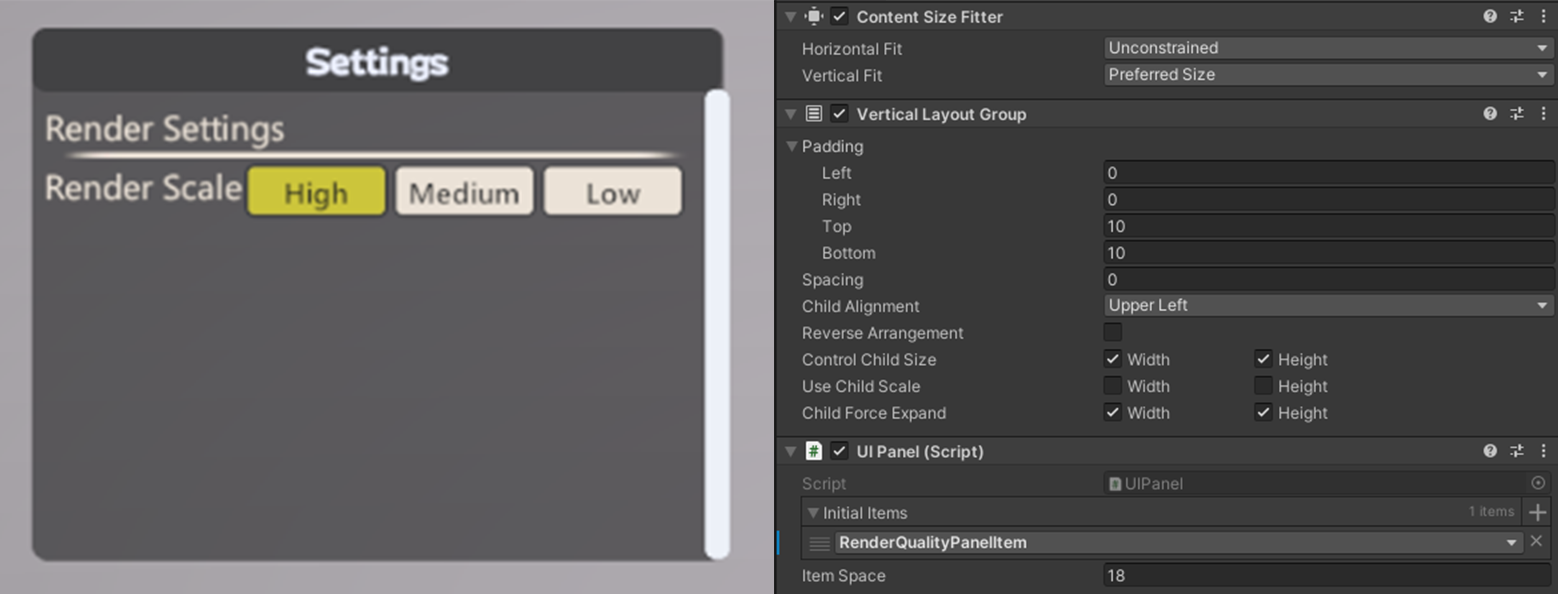 Settings
Render Settings
Render Scale High Medium Low
Content Size Fitter
Horizontal Fit Unconstrained
Vertical Fit Preferred Size
Vertical Layout Group
Padding
Left 0
Right 0
Top 10
Bottom 10
Spacing 0
Child Alignment Upper Left
Reverse Arrangement
Control Child Size Width Height
Use Child Scale Width Height
Child Force Expand Width Height
# UI Panel (Script)
Script # UIPanel
Initial Items 1 items
RenderQualityPanelItem
Item Space 18